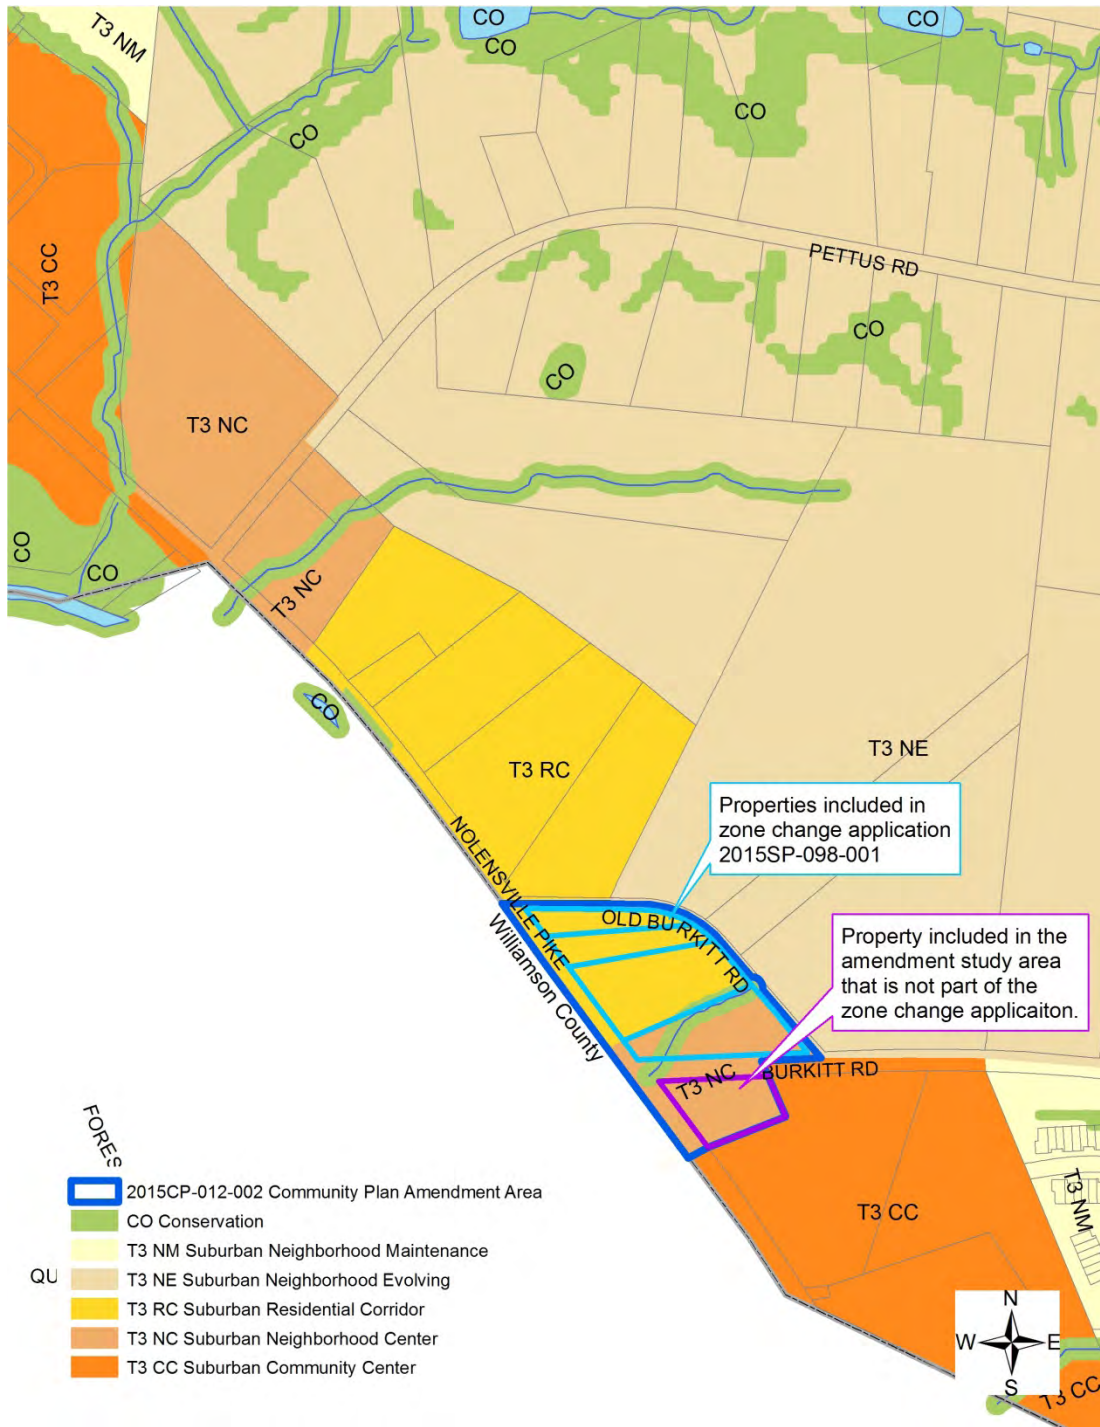 T3 NM
CO
CO
CO
CO
CO
T3 CC
PETTUS RD
CO
CO
T3 NC
CO
CO
T3 NC
CO
T3 RC
T3 NE
Properties included in
zone change application
2015SP-098-001
NOLENSVILLE PIKE
OLD BURKITT RD
Williamson County
Property included in the
amendment study area
that is not part of the
zone change applicaiton.
T3 NC
BURKITT RD
T3 CC
T3 NM
FORES
2015CP-012-002 Community Plan Amendment Area
CO Conservation
T3 NM Suburban Neighborhood Maintenance
QU
T3 NE Suburban Neighborhood Evolving
T3 RC Suburban Residential Corridor
T3 NC Suburban Neighborhood Center
T3 CC Suburban Community Center
N
W
E
S
T3 CC